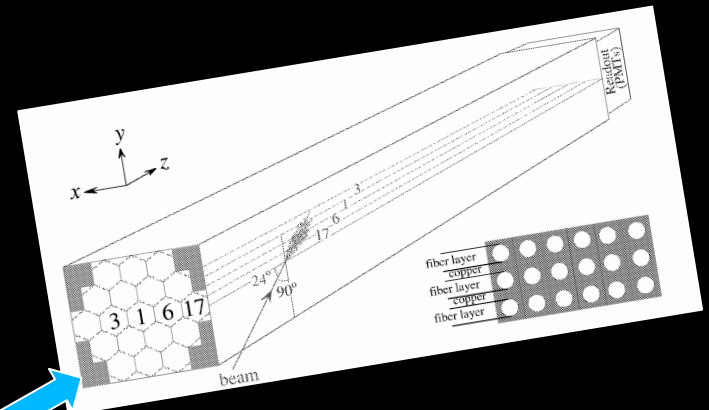 Readout
(PMTs)
y
z
x
3
1
6
17
24°
90°
3 1 6 17
beam
fiber layer
copper
fiber layer
copper
fiber layer